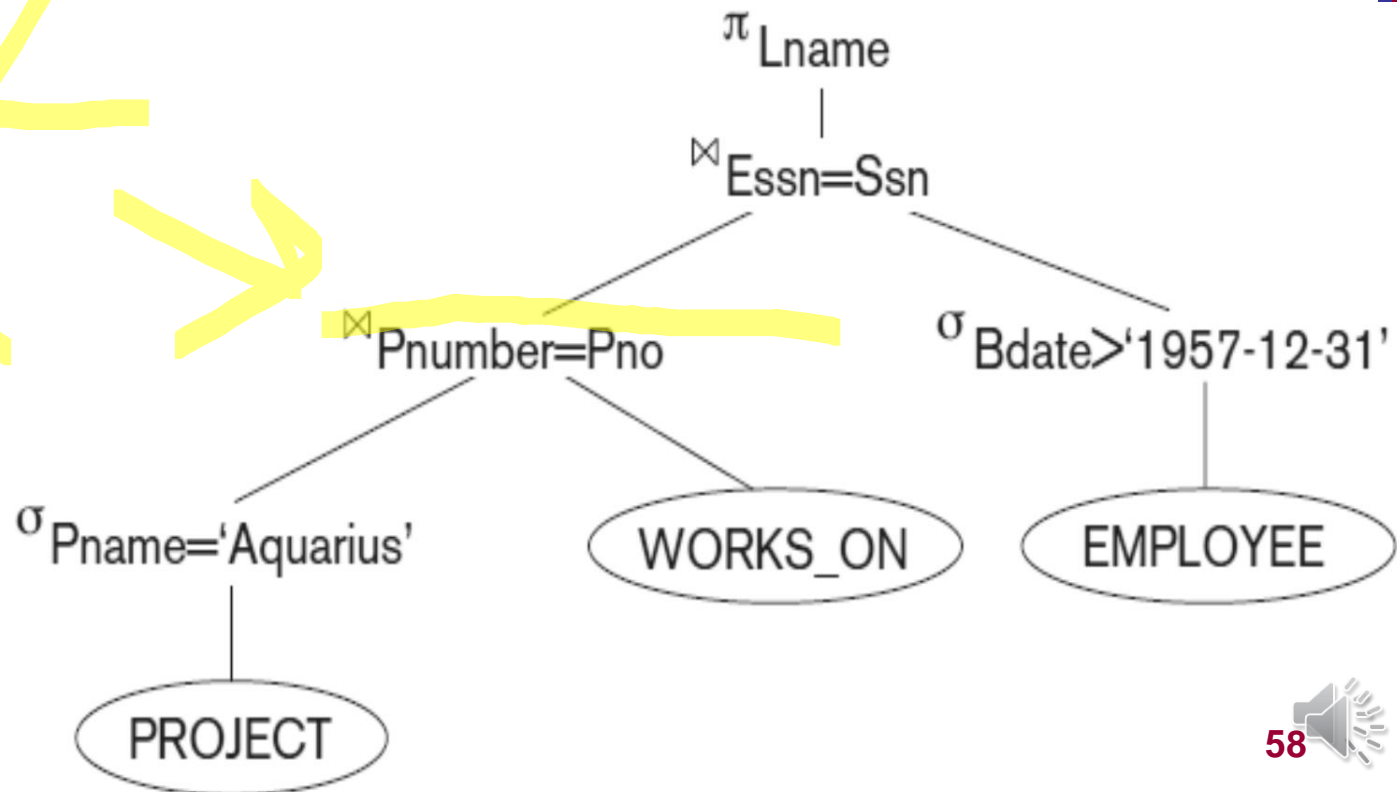 π Lname
⋈ Essn=Ssn
⋈ Pnumber=Pno
σ Bdate>‘1957-12-31’
σ Pname=‘Aquarius’
WORKS_ON
EMPLOYEE
PROJECT
58